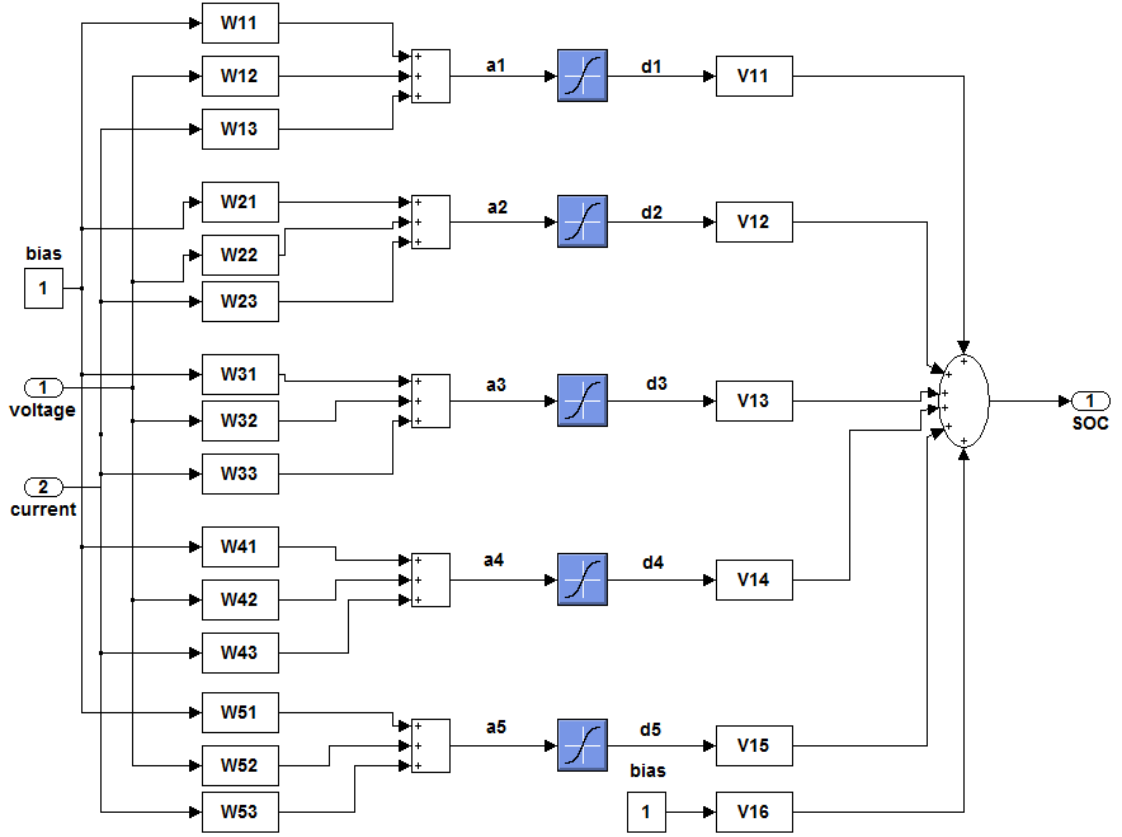 W11
W12
W13
a1
d1
V11
W21
W22
W23
a2
d2
V12
bias
1
1
voltage
2
current
W31
W32
W33
a3
d3
V13
1
SOC
W41
W42
W43
a4
d4
V14
W51
W52
W53
a5
d5
V15
bias
1
V16